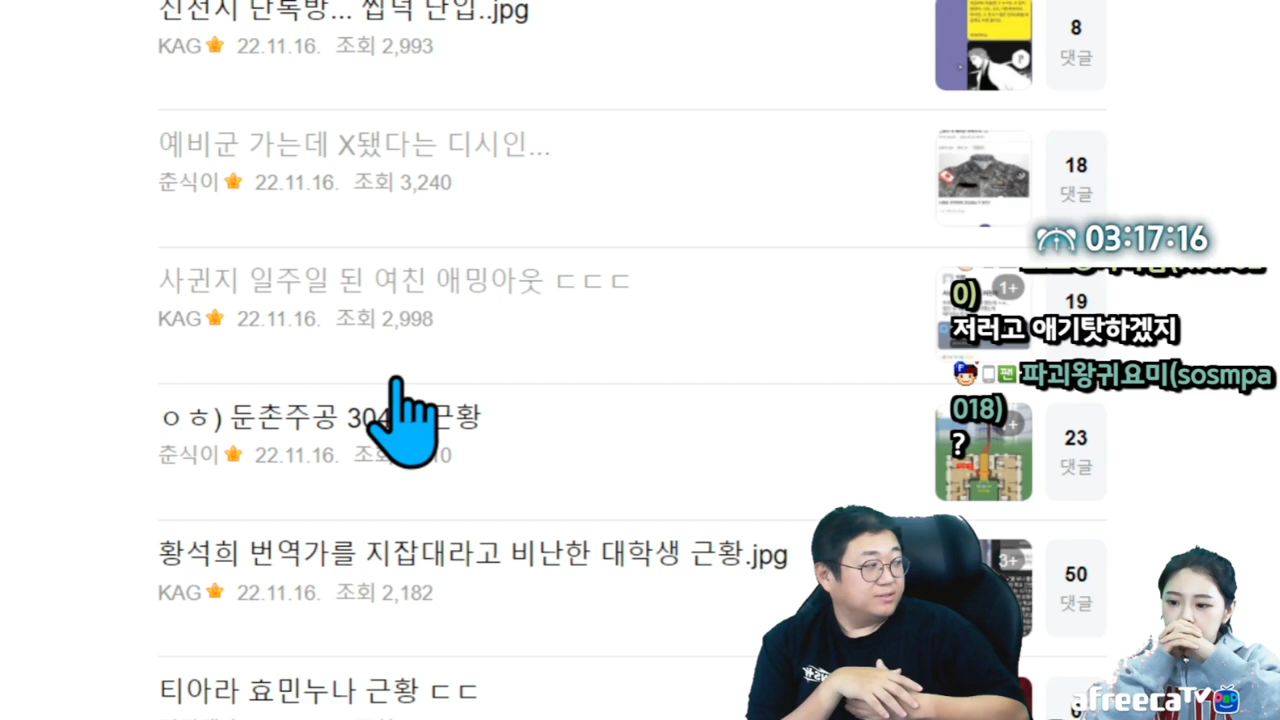 신천지 단톡방... 씹덕 난입..jpg
KAG 22.11.16. 조회 2,993
8
댓글
예비군 가는데 X됐다는 디시인...
춘식이 22.11.16. 조회 3,240
18
댓글
03:17:16
사귄지 일주일 된 여친 애밍아웃 ㄷㄷㄷ
KAG 22.11.16. 조회 2,998
1+
19
0)
저러고 애기탓하겠지
파괴왕귀요미(sosmpa
018)
?
ㅇㅎ) 둔촌주공 304 근황
춘식이 22.11.16. 10
+
23
댓글
황석희 번역가를 지잡대라고 비난한 대학생 근황.jpg
KAG 22.11.16. 조회 2,182
3+
50
댓글
티아라 효민누나 근황 ㄷㄷ
afreecaTV